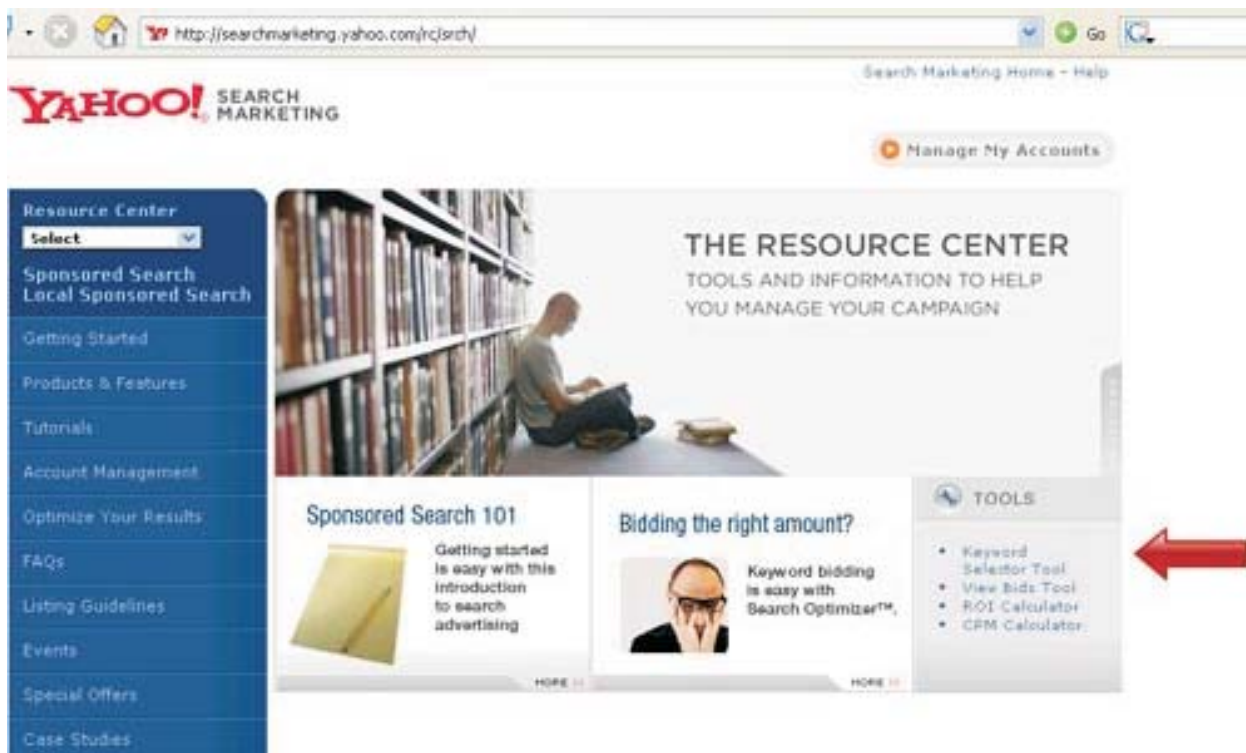 http://searchmarketing.yahoo.com/rc/srch/
Go
Search Marketing Home - Help
YAHOO! SEARCH
MARKETING
Manage My Accounts
Resource Center
Select
Sponsored Search
Local Sponsored Search
Getting Started
Products & Features
Tutorials
Account Management
Optimize Your Results
FAQs
Listing Guidelines
Events
Special Offers
Case Studies
THE RESOURCE CENTER
TOOLS AND INFORMATION TO HELP
YOU MANAGE YOUR CAMPAIGN
Sponsored Search 101
Getting started
is easy with this
introduction
to search
advertising
MORE
Bidding the right amount?
Keyword bidding
is easy with
Search Optimizer™.
MORE
TOOLS
• Keyword
Selector Tool
• View Bids Tool
• ROI Calculator
• CPM Calculator